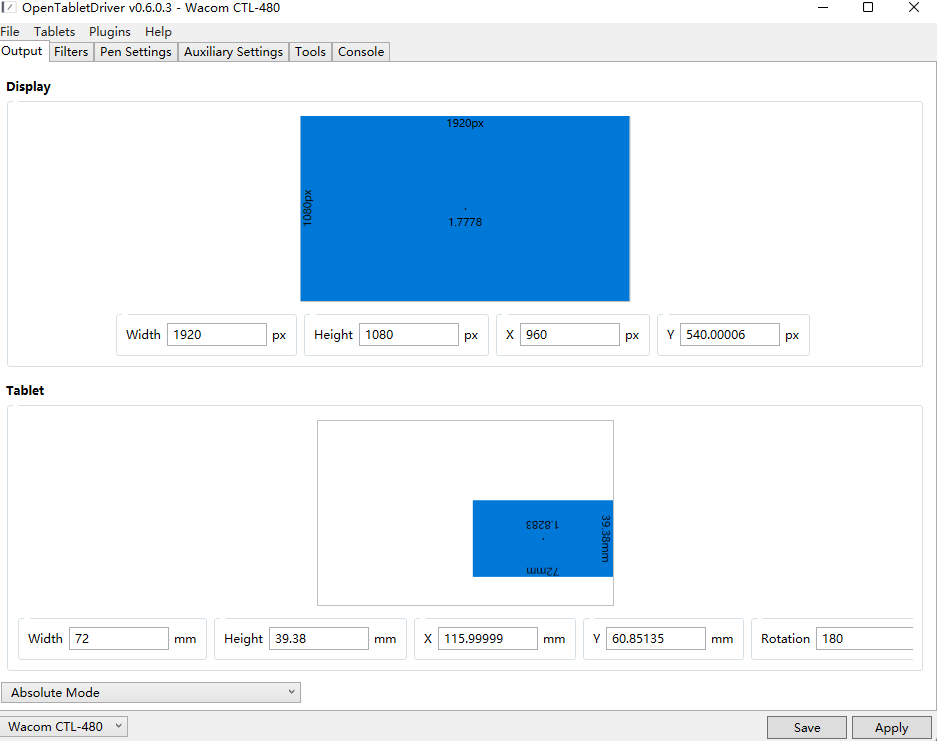 OpenTabletDriver v0.6.0.3 - Wacom CTL-480
File Tablets Plugins Help
Output Filters Pen Settings Auxiliary Settings Tools Console
Display
1920px
1080px
1.7778
Width 1920 px Height 1080 px X 960 px Y 540.00006 px
Tablet
1.8283
39.38mm
72mm
Width 72 mm Height 39.38 mm X 115.99999 mm Y 60.85135 mm Rotation 180
Absolute Mode
Wacom CTL-480 Save Apply